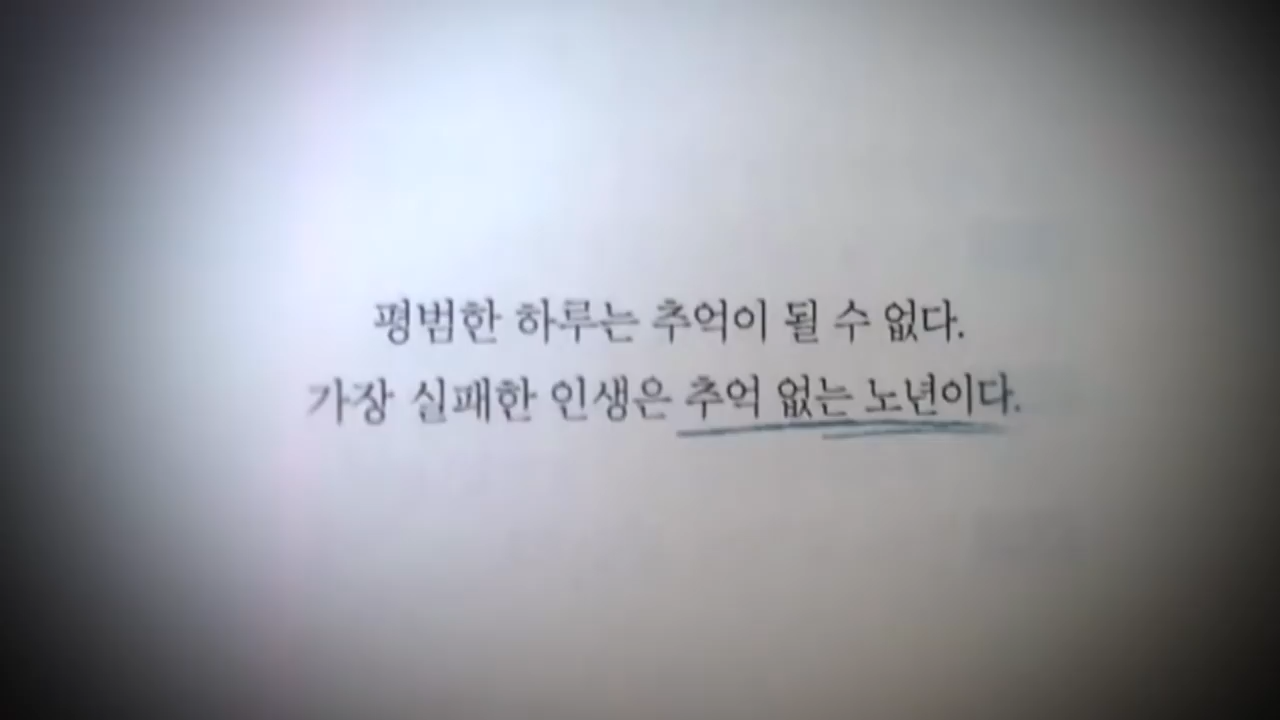 평범한 하루는 추억이 될 수 없다.
가장 실패한 인생은 추억 없는 노년이다.